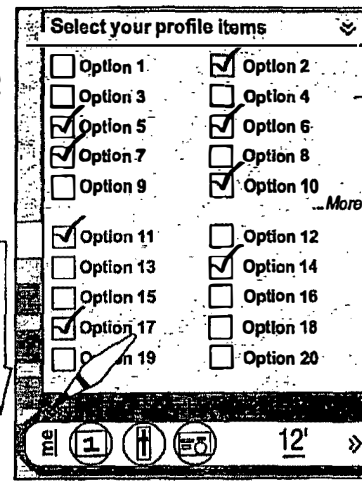 Select your profile items
Option 1 Option 2
Option 3 Option 4
Option 5 Option 6
Option 7 Option 8
Option 9 Option 10
...More
Option 11 Option 12
Option 13 Option 14
Option 15 Option 16
Option 17 Option 18
Option 19 Option 20
me 1 12'